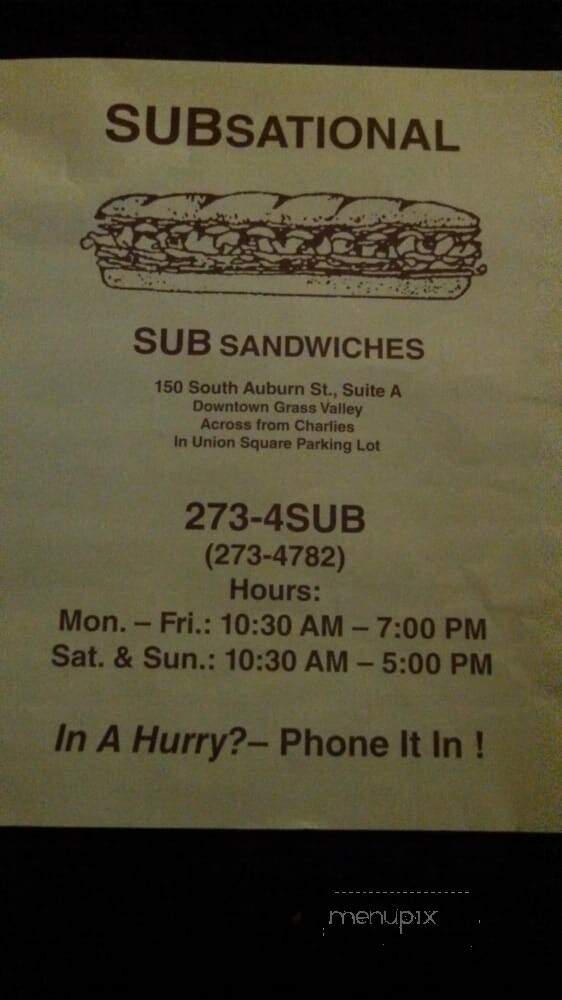 SUBSATIONAL
SUB SANDWICHES
150 South Auburn St., Suite A
Downtown Grass Valley
Across from Charlies
In Union Square Parking Lot
273-4SUB
(273-4782)
Hours:
Mon. – Fri.: 10:30 AM – 7:00 PM
Sat. & Sun.: 10:30 AM – 5:00 PM
In A Hurry?– Phone It In !
menupix